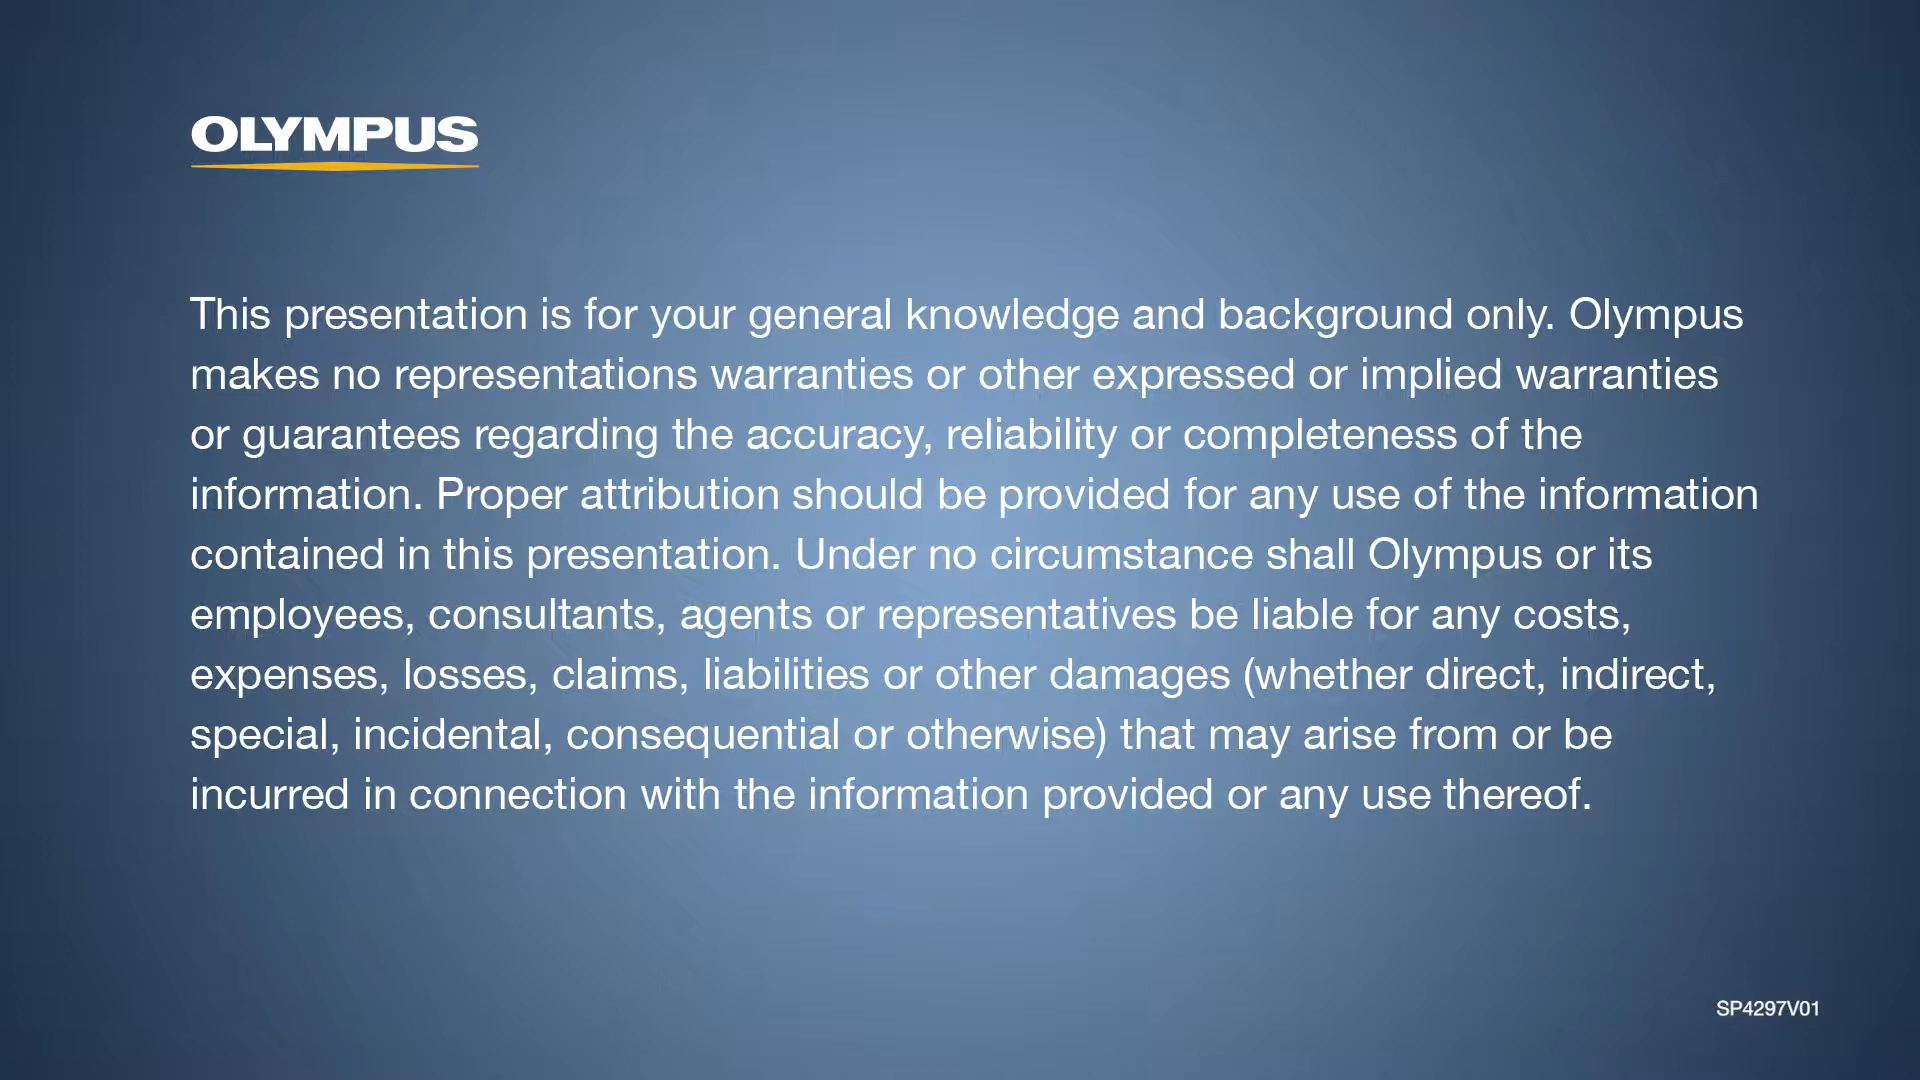 OLYMPUS
This presentation is for your general knowledge and background only. Olympus
makes no representations warranties or other expressed or implied warranties
or guarantees regarding the accuracy, reliability or completeness of the
information. Proper attribution should be provided for any use of the information
contained in this presentation. Under no circumstance shall Olympus or its
employees, consultants, agents or representatives be liable for any costs,
expenses, losses, claims, liabilities or other damages (whether direct, indirect,
special, incidental, consequential or otherwise) that may arise from or be
incurred in connection with the information provided or any use thereof.
SP4297V01